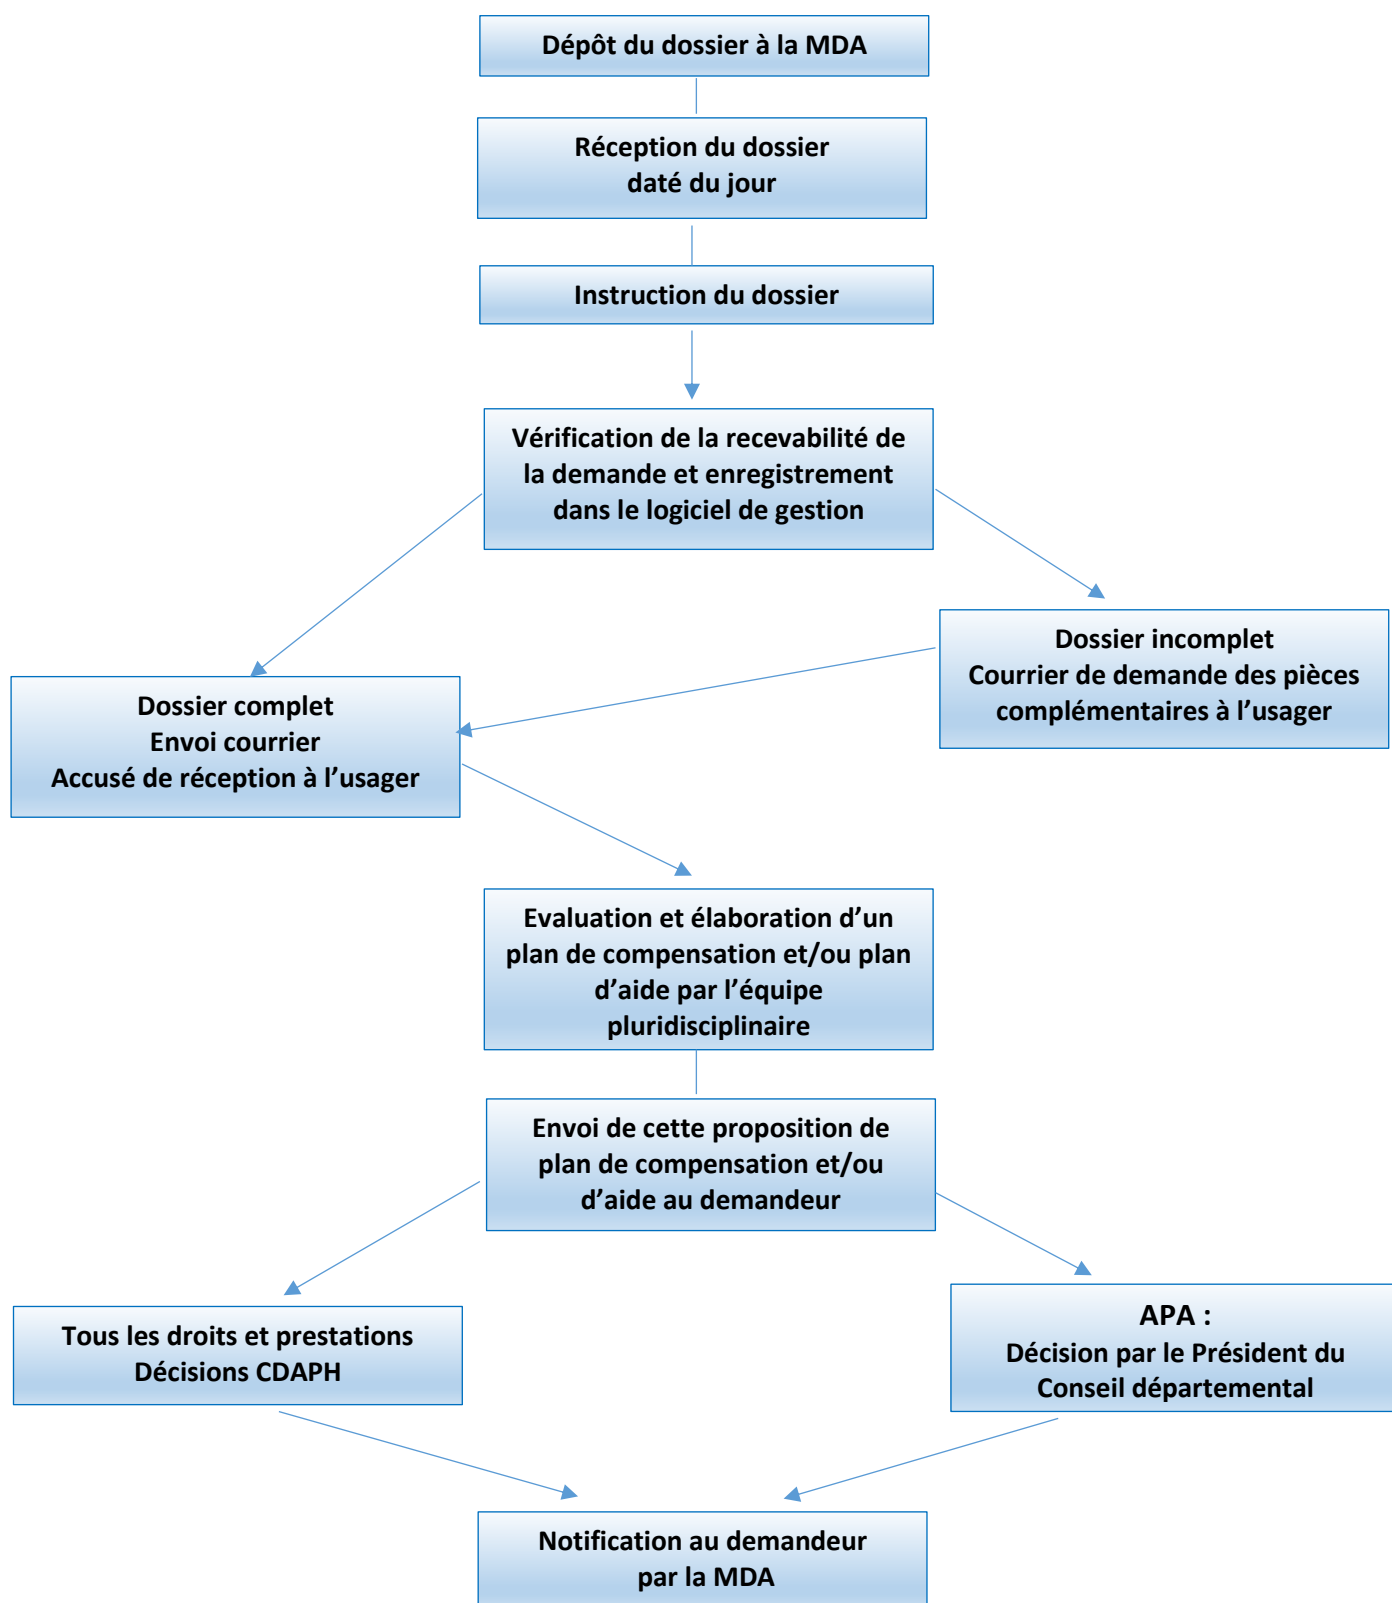 Dépôt du dossier à la MDA
Réception du dossier
daté du jour
Instruction du dossier
Vérification de la recevabilité de
la demande et enregistrement
dans le logiciel de gestion
Dossier incomplet
Courrier de demande des pièces
complémentaires à l’usager
Dossier complet
Envoi courrier
Accusé de réception à l’usager
Evaluation et élaboration d’un
plan de compensation et/ou plan
d’aide par l’équipe
pluridisciplinaire
Envoi de cette proposition de
plan de compensation et/ou
d’aide au demandeur
Tous les droits et prestations
Décisions CDAPH
APA :
Décision par le Président du
Conseil départemental
Notification au demandeur
par la MDA